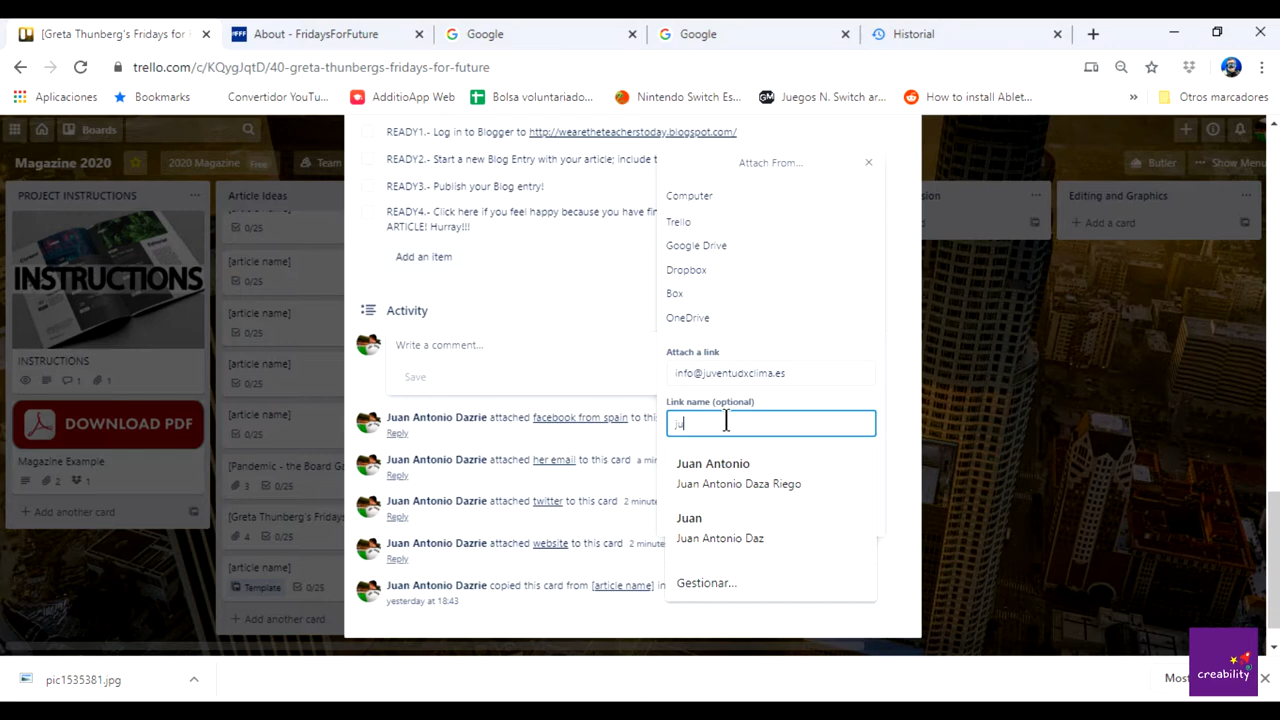 [Greta Thunberg's Fridays for
About - FridaysForFuture
Google
Google
Historial
trello.com/c/KQygJqtD/40-greta-thunbergs-fridays-for-future
Aplicaciones
Bookmarks
Convertidor YouTu...
AdditioApp Web
Bolsa voluntariado...
Nintendo Switch Es...
Juegos N. Switch ar...
How to install Ablet...
»
Otros marcadores
Boards
Magazine 2020
2020 Magazine
Free
Team
Butler
Show Menu
PROJECT INSTRUCTIONS
INSTRUCTIONS
INSTRUCTIONS
1
1
DOWNLOAD PDF
Magazine Example
2
1
Add another card
Article Ideas
0/25
[article name]
0/25
[article name]
0/25
[article name]
0/25
[article name]
0/25
[Pandemic - the Board Ga
3
0/25
[Greta Thunberg's Fridays
4
0/25
Template
0/25
Add another card
READY1.- Log in to Blogger to http://wearetheteacherstoday.blogspot.com/
READY2.- Start a new Blog Entry with your article; include t
READY3.- Publish your Blog entry!
READY4.- Click here if you feel happy because you have fin
ARTICLE! Hurray!!!
Add an item
Activity
Write a comment...
Save
Juan Antonio Dazrie attached facebook from spain to this
Reply
Juan Antonio Dazrie attached her email to this card a min
Reply
Juan Antonio Dazrie attached twitter to this card 2 minute
Reply
Juan Antonio Dazrie attached website to this card 2 minute
Reply
Juan Antonio Dazrie copied this card from [article name] in
yesterday at 18:43
Attach From...
Computer
Trello
Google Drive
Dropbox
Box
OneDrive
Attach a link
info@juventudxclima.es
Link name (optional)
ju
Juan Antonio
Juan Antonio Daza Riego
Juan
Juan Antonio Daz
Gestionar...
sion
Add a card
Editing and Graphics
Add a card
pic1535381.jpg
Most
creability